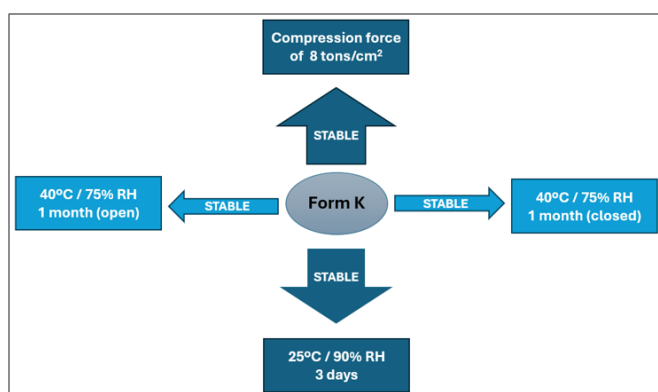 Compression force
of 8 tons/cm²
STABLE
40ºC / 75% RH
1 month (open)
STABLE
Form K
STABLE
40ºC / 75% RH
1 month (closed)
STABLE
25ºC / 90% RH
3 days